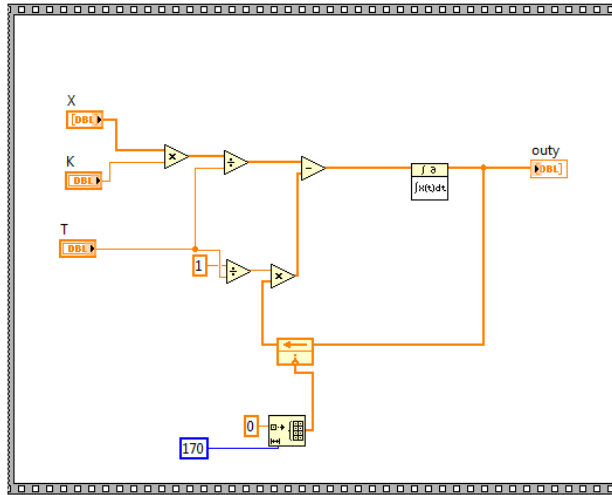 X
[DBL]
K
DBL
T
DBL
1
outy
[DBL]
∫∂
∫X(t)dt
0
170